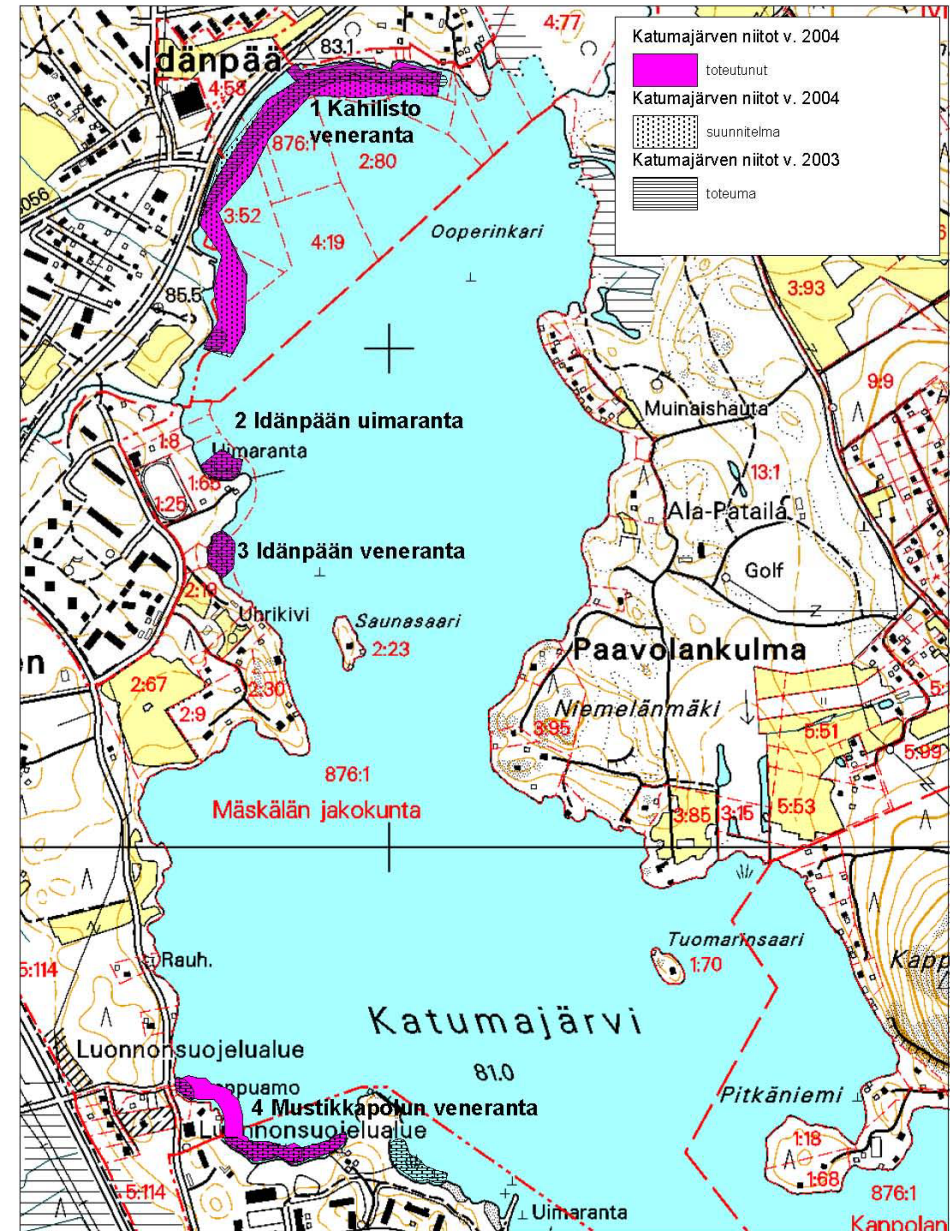 Katumajärven niitot v. 2004
toteutunut
Katumajärven niitot v. 2004
suunnitelma
Katumajärven niitot v. 2003
toteuma
4:77
83.1
Idänpää
4:58
1 Kahilisto
veneranta
876:1
2:80
3:52
4:19
Ooperinkari
85.5
3:93
9:9
Muinaishauta
2 Idänpään uimaranta
Uimaranta
1:8
1:65
1:25
13:1
Ala-Patailä
3 Idänpään veneranta
Golf
2:19
Uhrikivi
Saunasaari
2:23
Paavolankulma
2:67
2:30
2:9
Niemelänmäki
3:95
5:51
5:99
876:1
Mäskälän jakokunta
3:85
3:15
5:53
Tuomarinsaari
1:70
Rauh.
5:114
Katumajärvi
81.0
Luonnonsuojelualue
4 Mustikkapolun veneranta
Luonnonsuojelualue
Pitkäniemi
1:18
1:68
5:114
876:1
Uimaranta